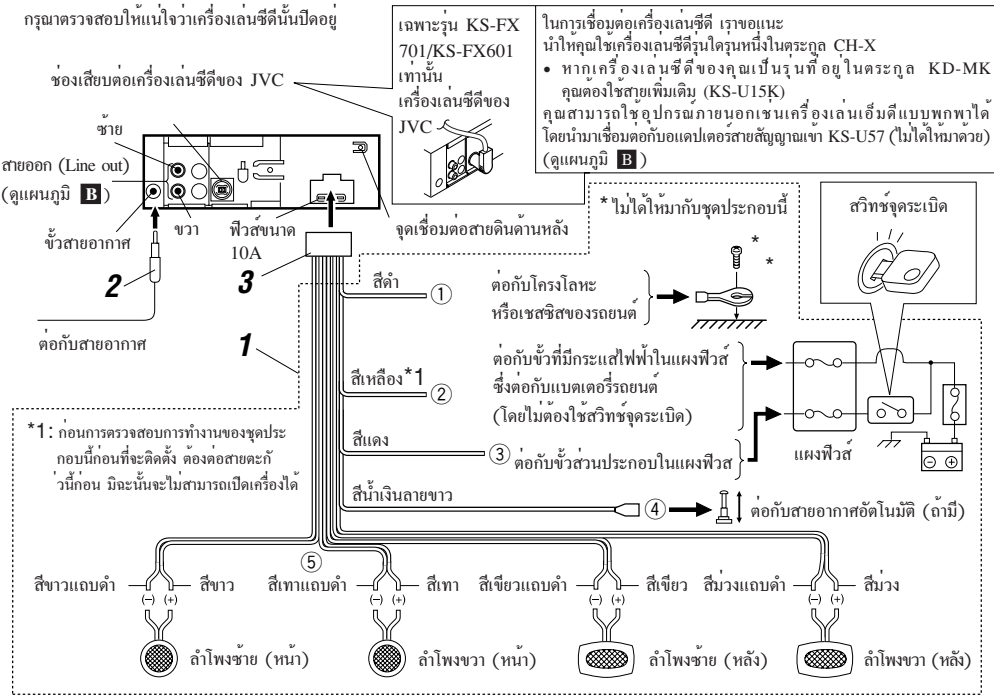 กรุณาตรวจสอบให้แน่ใจว่าเครื่องเล่นซีดีนั้นปิดอยู่
ช่องเสียบต่อเครื่องเล่นซีดีของ JVC
เฉพาะรุ่น KS-FX
701/KS-FX601
เท่านั้น
เครื่องเล่นซีดีของ
JVC
ในการเชื่อมต่อเครื่องเล่นซีดี เราขอแนะ
นำให้คุณใช้เครื่องเล่นซีดีรุ่นใดรุ่นหนึ่งในตระกูล CH-X
• หากเครื่องเล่นซีดีของคุณเป็นรุ่นที่อยู่ในตระกูล KD-MK
คุณต้องใช้สายเพิ่มเติม (KS-U15K)
คุณสามารถใช้อุปกรณ์ภายนอกเช่นเครื่องเล่นเอ็มดีแบบพกพาได้
โดยนำมาเชื่อมต่อกับอแดปเตอร์สายสัญญาณเขา KS-U57 (ไม่ได้ให้มาด้วย)
(ดูแผนภูมิ B)
ซ้าย
สายออก (Line out)
(ดูแผนภูมิ B)
ขั้วสายอากาศ
ขวา
ฟิวส์ขนาด
10A
จุดเชื่อมต่อสายดินด้านหลัง
2
3
ต่อกับสายอากาศ
1
* ไม่ได้ให้มากับชุดประกอบนี้
สวิทช์จุดระเบิด
*
*
สีดำ
①
ต่อกับโครงโลหะ
หรือเชสซิสของรถยนต์
สีเหลือง*1
②
ต่อกับขั้วที่มีกระแสไฟฟ้าในแผงฟิวส์
ซึ่งต่อกับแบตเตอรี่รถยนต์
(โดยไม่ต้องใช้สวิทช์จุดระเบิด)
*1: ก่อนการตรวจสอบการทำงานของชุดประ
กอบนี้ก่อนที่จะติดตั้ง ต้องต่อสายตะกั
่วนี้ก่อน มิฉะนั้นจะไม่สามารถเปิดเครื่องได้
สีแดง
③
ต่อกับขั้วส่วนประกอบในแผงฟิวส์
แผงฟิวส์
สีน้ำเงินลายขาว
④
ต่อกับสายอากาศอัตโนมัติ (ถ้ามี)
⑤
สีขาวแถบดำ
สีขาว
สีเทาแถบดำ
สีเทา
สีเขียวแถบดำ
สีเขียว
สีม่วงแถบดำ
สีม่วง
(-) (+)
(-) (+)
(-) (+)
(-) (+)
ลำโพงซ้าย (หน้า)
ลำโพงขวา (หน้า)
ลำโพงซ้าย (หลัง)
ลำโพงขวา (หลัง)